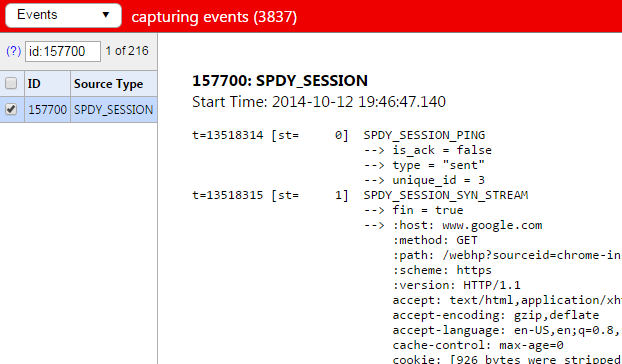 Events ▼ capturing events (3837)
(?) id:157700 1 of 216
ID Source Type
157700 SPDY_SESSION
157700: SPDY_SESSION
Start Time: 2014-10-12 19:46:47.140
t=13518314 [st=     0]  SPDY_SESSION_PING
--> is_ack = false
--> type = "sent"
--> unique_id = 3
t=13518315 [st=     1]  SPDY_SESSION_SYN_STREAM
--> fin = true
--> :host: www.google.com
:method: GET
:path: /webhp?sourceid=chrome-in
:scheme: https
:version: HTTP/1.1
accept: text/html,application/xh
accept-encoding: gzip,deflate
accept-language: en-US,en;q=0.8,
cache-control: max-age=0
cookie: [926 bytes were stripped